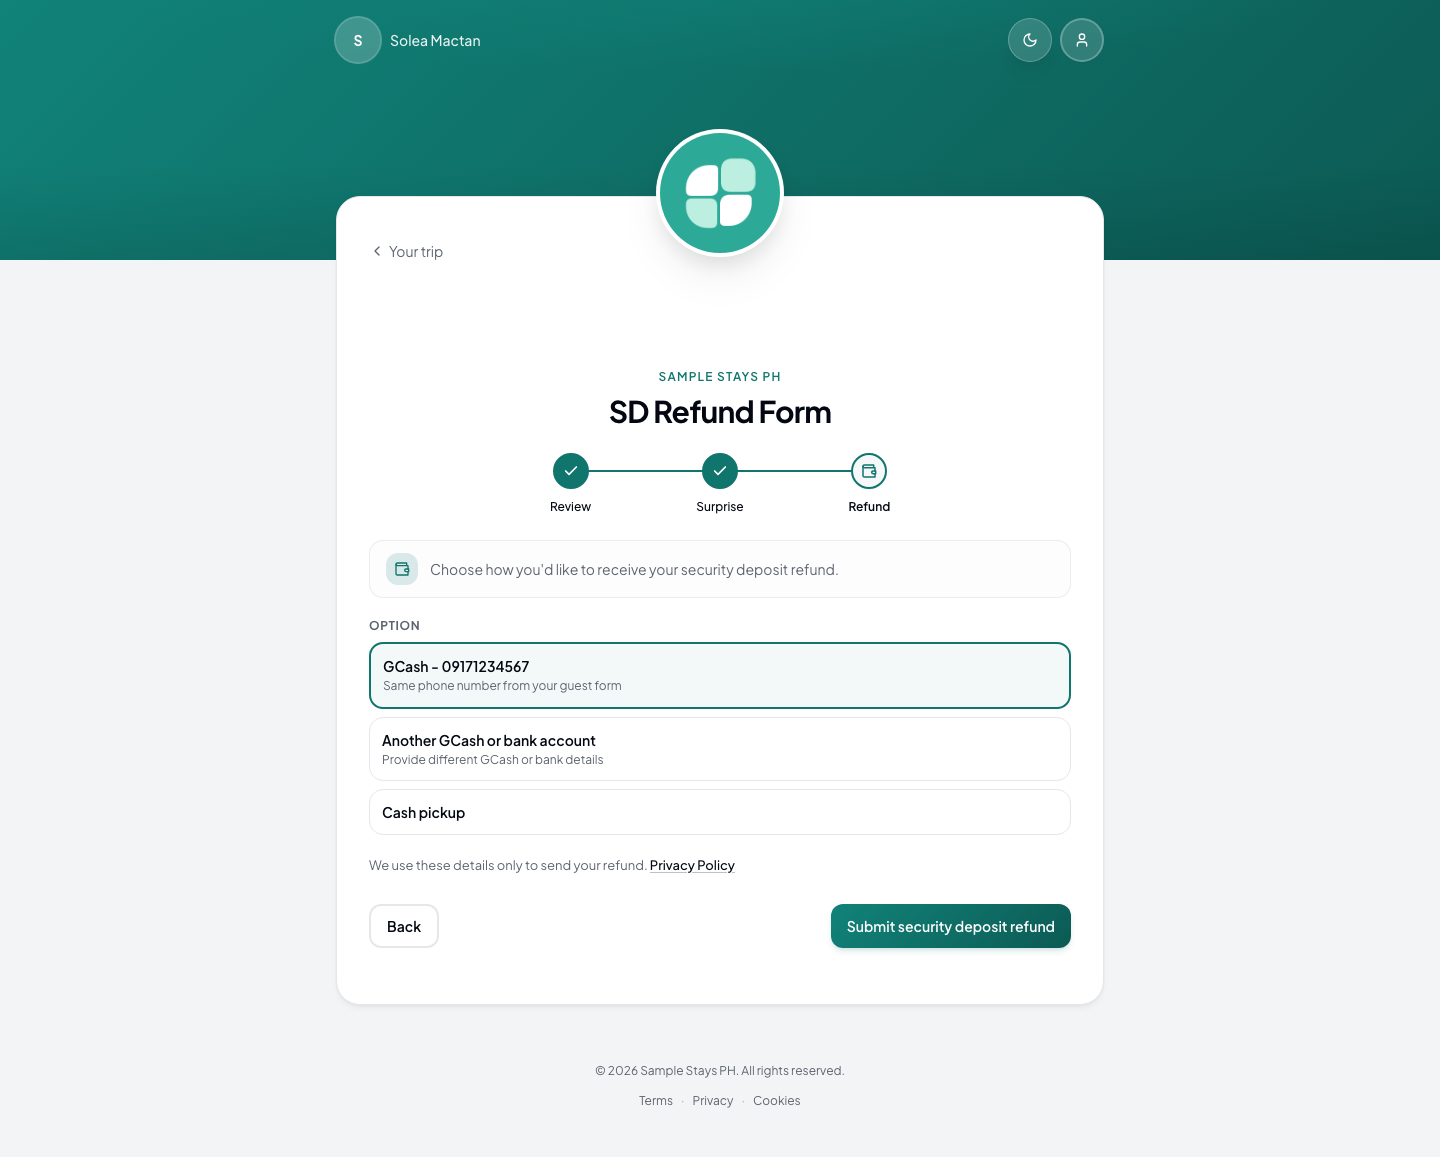 S
Solea Mactan
Your trip
SAMPLE STAYS PH
SD Refund Form
Review
Surprise
Refund
Choose how you'd like to receive your security deposit refund.
OPTION
GCash – 09171234567
Same phone number from your guest form
Another GCash or bank account
Provide different GCash or bank details
Cash pickup
We use these details only to send your refund. Privacy Policy
Back
Submit security deposit refund
© 2026 Sample Stays PH. All rights reserved.
Terms · Privacy · Cookies